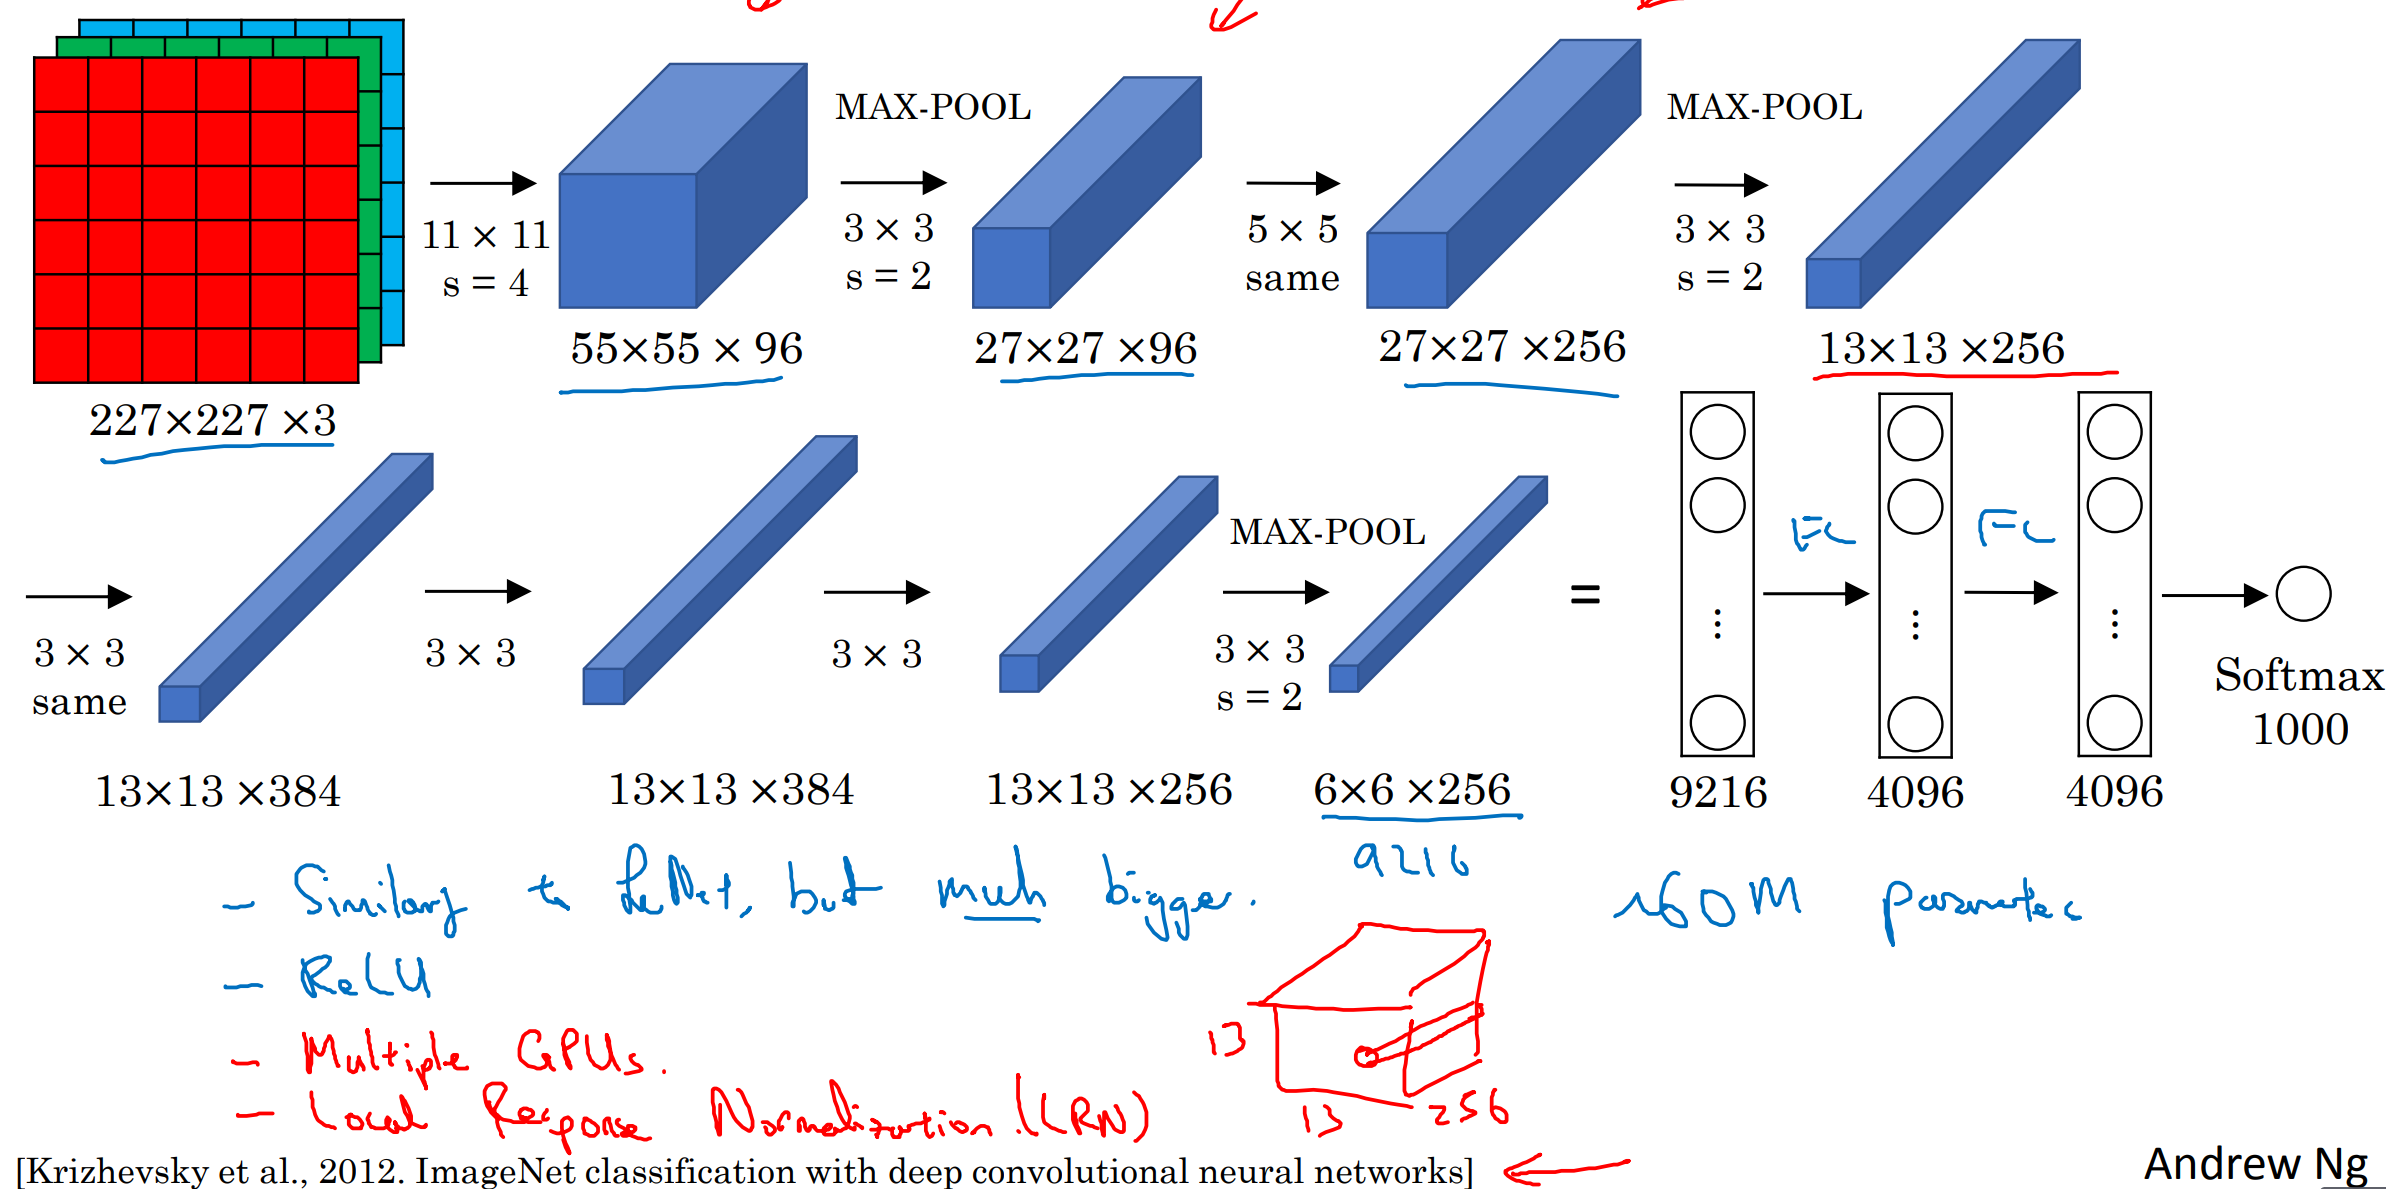 MAX-POOL
MAX-POOL
11 × 11
s = 4
3 × 3
s = 2
5 × 5
same
3 × 3
s = 2
227×227 ×3
55×55 × 96
27×27 ×96
27×27 ×256
13×13 ×256
MAX-POOL
FC
FC
3 × 3
same
3 × 3
3 × 3
3 × 3
s = 2
=
Softmax
1000
13×13 ×384
13×13 ×384
13×13 ×256
6×6 ×256
9216
4096
4096
9216
- Similary to LeNet, but much bigger.
~60M parameters
- ReLU
- Multiple GPUs.
- Local Response Normalization. (LRN)
13
13
256
[Krizhevsky et al., 2012. ImageNet classification with deep convolutional neural networks]
Andrew Ng